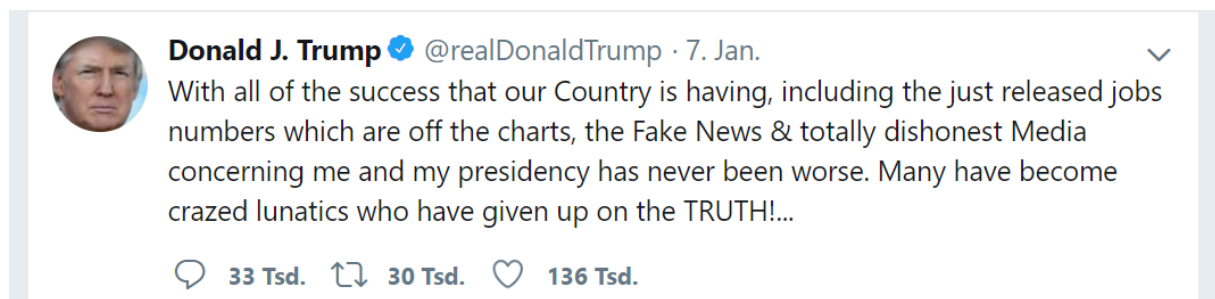 Donald J. Trump @realDonaldTrump · 7. Jan.
With all of the success that our Country is having, including the just released jobs
numbers which are off the charts, the Fake News & totally dishonest Media
concerning me and my presidency has never been worse. Many have become
crazed lunatics who have given up on the TRUTH!...
33 Tsd. 30 Tsd. 136 Tsd.